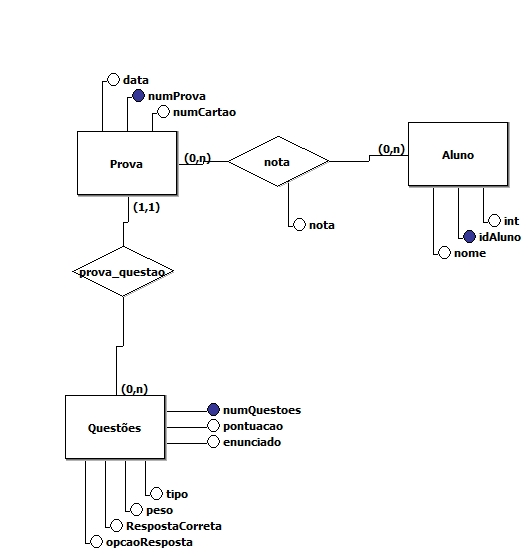 data
numProva
numCartao
Prova
(0,n)
nota
(0,n)
Aluno
(1,1)
nota
int
idAluno
nome
prova_questao
(0,n)
Questões
numQuestoes
pontuacao
enunciado
tipo
peso
RespostaCorreta
opcaoResposta